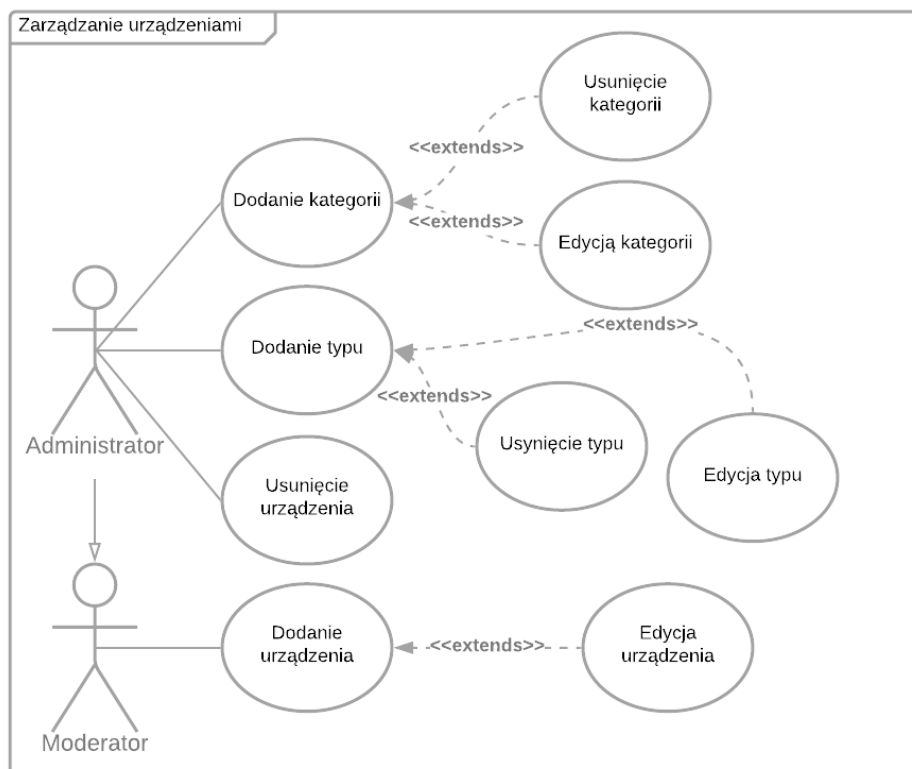 Zarządzanie urządzeniami
Usunięcie
kategorii
<<extends>>
Dodanie kategorii
<<extends>>
Edycją kategorii
<<extends>>
Dodanie typu
<<extends>>
Usynięcie typu
Edycja typu
Administrator
Usunięcie
urządzenia
Dodanie
urządzenia
<<extends>>
Edycja
urządzenia
Moderator